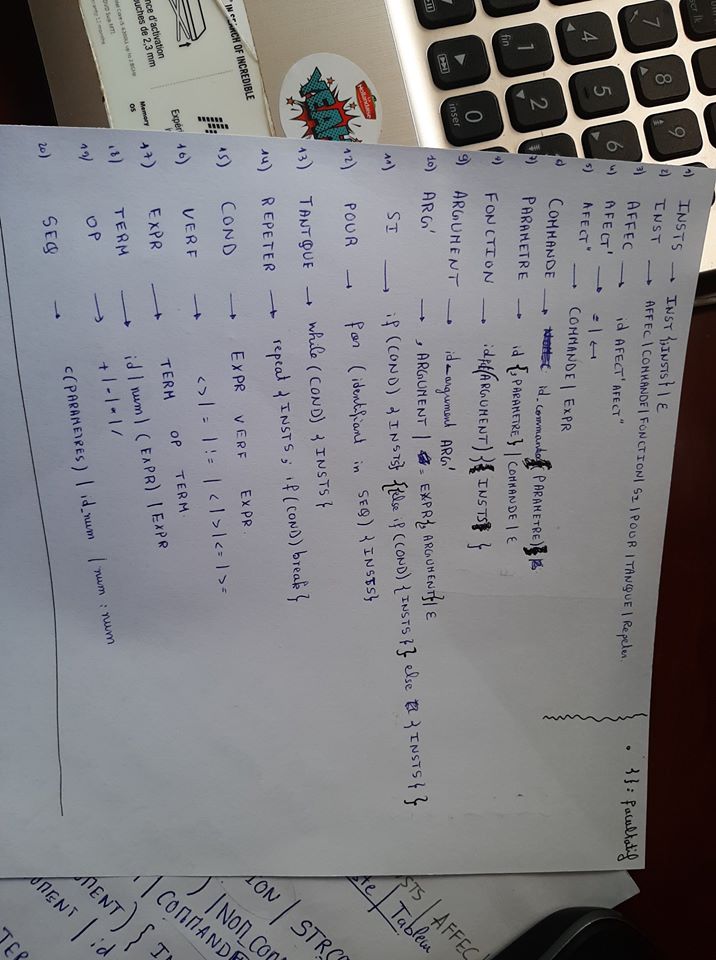 1) INSTS → INST {;INSTS} | ε
2) INST → AFFEC | COMMANDE | FONCTION | SI | POUR | TANQUE | Repeter.
• { } : facultatif
3) AFFEC → id AFECT' AFECT"
4) AFECT' → = | ←
5) AFECT" → COMMANDE | EXPR
6) COMMANDE → id_commande ( PARAMETRE )
7) PARAMETRE → id {, PARAMETRE} | COMMANDE | ε
8) FONCTION → (ARGUMENT) { INSTS }
9) ARGUMENT → id_argument ARG'
10) ARG' → , ARGUMENT | = EXPR{, ARGUMENT} | ε
11) SI → if (COND) {INSTS} {else if (COND) {INSTS}} else {INSTS}
12) POUR → for (identifiant in SEQ) {INSTS}
13) TANTQUE → while (COND) {INSTS}
14) REPETER → repeat {INSTS ; if (COND) break}
15) COND → EXPR VERF EXPR.
16) VERF → <> | = | != | < | > | <= | >=
17) EXPR → TERM OP TERM.
18) TERM → id | num | (EXPR) | EXPR
19) OP → + | - | * | /
20) SEQ → c(PARAMETRES) | id_num | num : num
7
8
9
4
5
6
1
fin
2
3
0
inser
Hollandaise
YEAH
IN SEARCH OF INCREDIBLE
nce d'activation
ouches de 2,3 mm
Expér
Memory
OS
STS | AFFEC
Tableau
ION | STR
| NOM_COM
| COMMANDE
MENT) { IN
MENT | id
TER